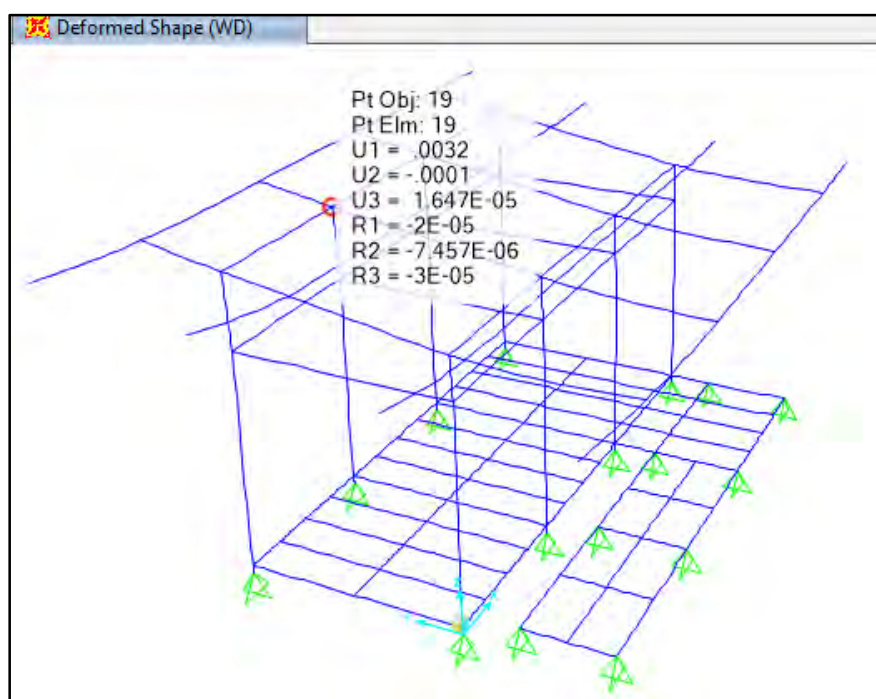 Deformed Shape (WD)
Pt Obj: 19
Pt Elm: 19
U1 = .0032
U2 = -.0001
U3 = 1.647E-05
R1 = -2E-05
R2 = -7.457E-06
R3 = -3E-05